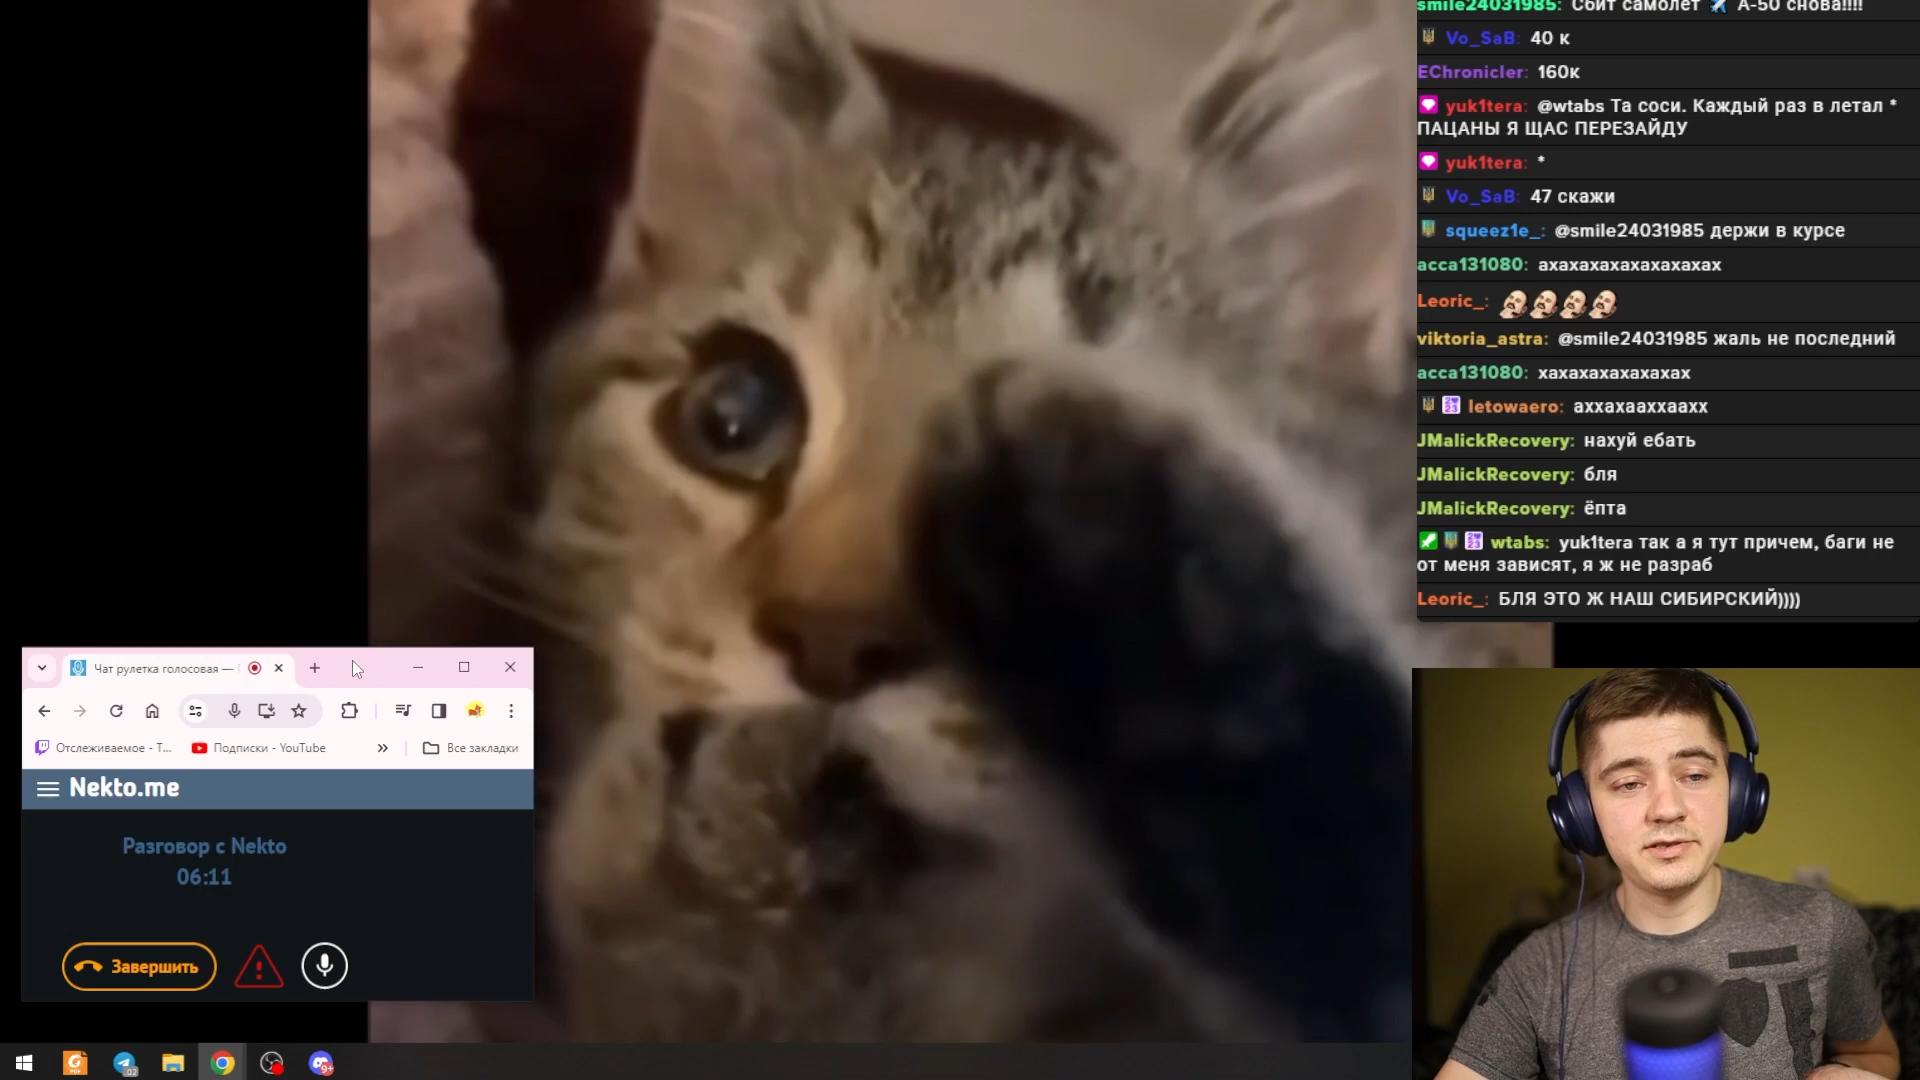 smile24031985: Сбит самолет ✈ А-50 снова!!!!
Vo_SaB: 40 к
EChronicler: 160к
yuk1tera: @wtabs Та соси. Каждый раз в летал *
ПАЦАНЫ Я ЩАС ПЕРЕЗАЙДУ
yuk1tera: *
Vo_SaB: 47 скажи
squeez1e_: @smile24031985 держи в курсе
acca131080: ахахахахахахахах
Leoric_:
viktoria_astra: @smile24031985 жаль не последний
acca131080: хахахахахахахах
letowaero: аххахааххаахх
JMalickRecovery: нахуй ебать
JMalickRecovery: бля
JMalickRecovery: ёпта
wtabs: yuk1tera так а я тут причем, баги не
от меня зависят, я ж не разраб
Leoric_: БЛЯ ЭТО Ж НАШ СИБИРСКИЙ))))
Чат рулетка голосовая —
Отслеживаемое - T...
Подписки - YouTube
Все закладки
Nekto.me
Разговор с Nekto
06:11
Завершить